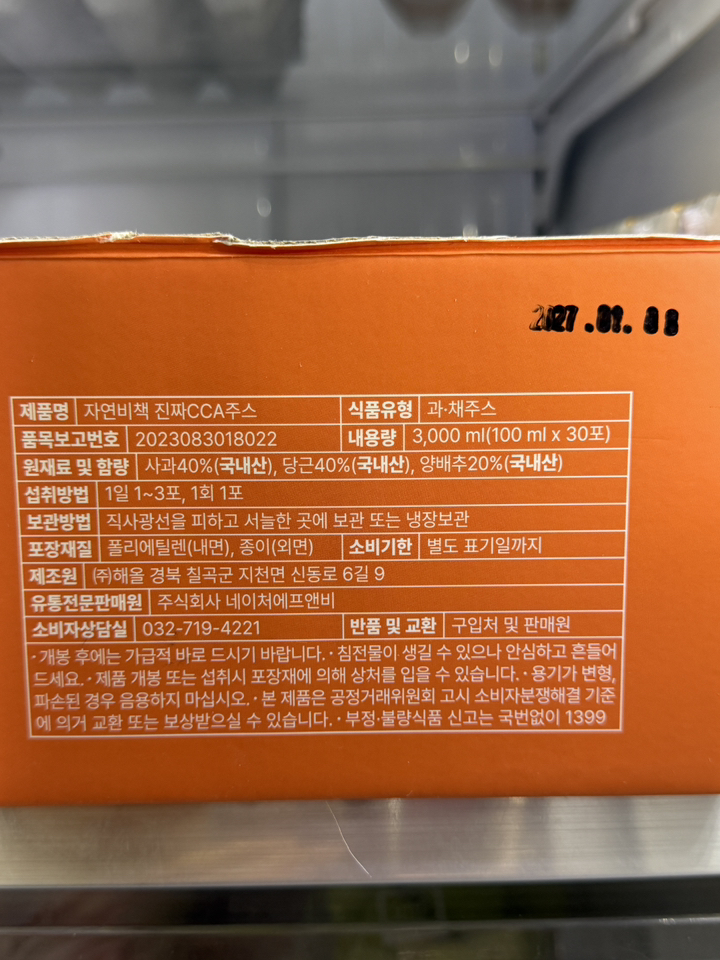 제품명 자연비책 진짜CCA주스 식품유형 과·채주스
품목보고번호 2023083018022 내용량 3,000 ml(100 ml x 30포)
원재료 및 함량 사과40%(국내산), 당근40%(국내산), 양배추20%(국내산)
섭취방법 1일 1~3포, 1회 1포
보관방법 직사광선을 피하고 서늘한 곳에 보관 또는 냉장보관
포장재질 폴리에틸렌(내면), 종이(외면) 소비기한 별도 표기일까지
제조원 ㈜해올 경북 칠곡군 지천면 신동로 6길 9
유통전문판매원 주식회사 네이처에프앤비
소비자상담실 032-719-4221 반품 및 교환 구입처 및 판매원
· 개봉 후에는 가급적 바로 드시기 바랍니다. · 침전물이 생길 수 있으나 안심하고 흔들어
드세요. · 제품 개봉 또는 섭취시 포장재에 의해 상처를 입을 수 있습니다. · 용기가 변형,
파손된 경우 음용하지 마십시오. · 본 제품은 공정거래위원회 고시 소비자분쟁해결 기준
에 의거 교환 또는 보상받으실 수 있습니다. · 부정·불량식품 신고는 국번없이 1399